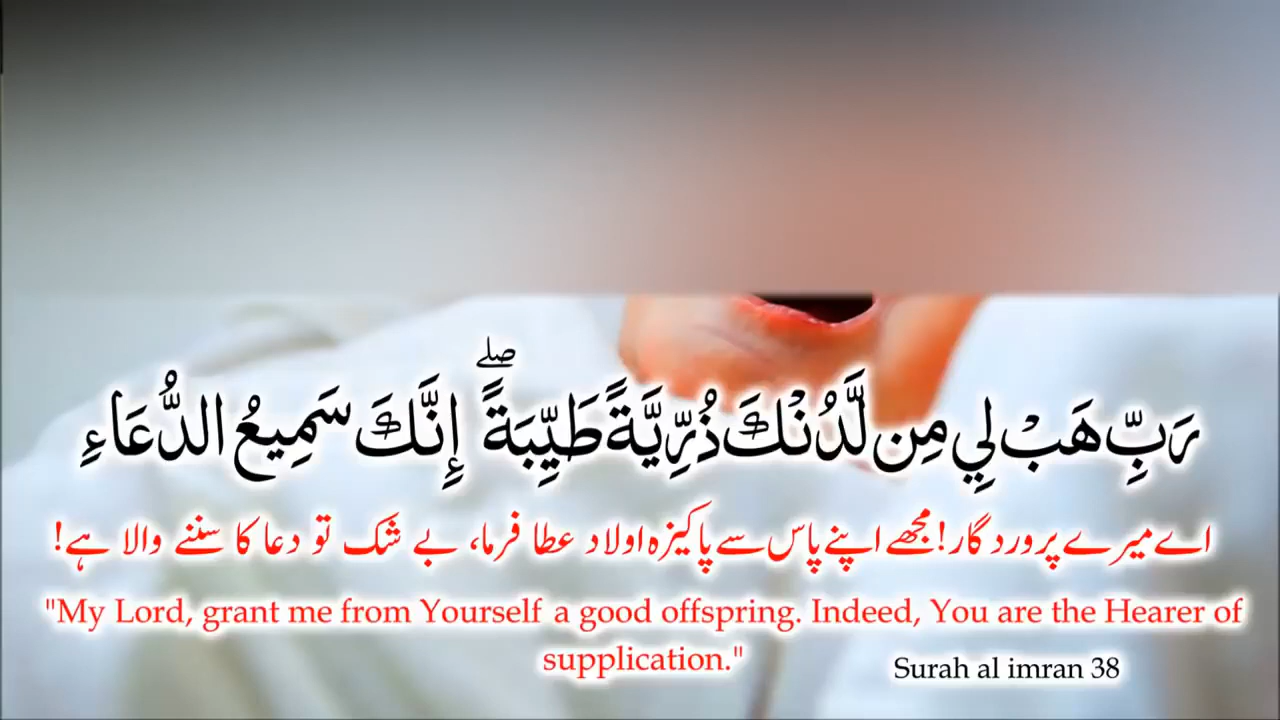 رَبِّ هَبْ لِي مِن لَّدُنْكَ ذُرِّيَّةً طَيِّبَةً ۖ إِنَّكَ سَمِيعُ الدُّعَاءِ
اے میرے پروردگار! مجھے اپنے پاس سے پاکیزہ اولاد عطا فرما، بے شک تو دعا کا سننے والا ہے!
"My Lord, grant me from Yourself a good offspring. Indeed, You are the Hearer of
supplication."
Surah al imran 38